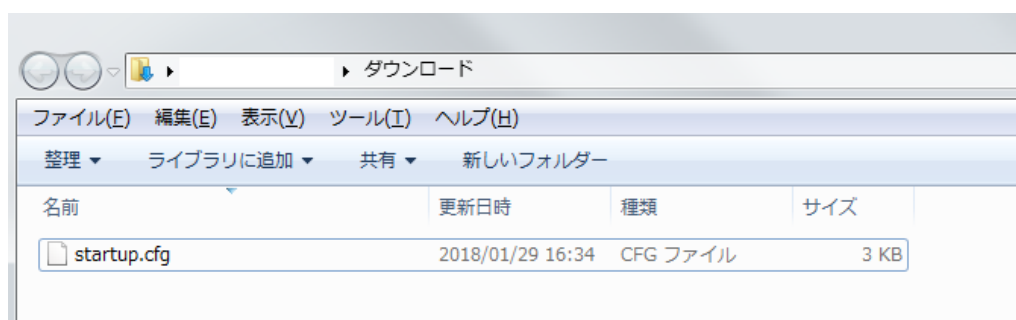 ダウンロード
ファイル(F) 編集(E) 表示(V) ツール(T) ヘルプ(H)
整理 ライブラリに追加 共有 新しいフォルダー
名前 更新日時 種類 サイズ
startup.cfg 2018/01/29 16:34 CFG ファイル 3 KB